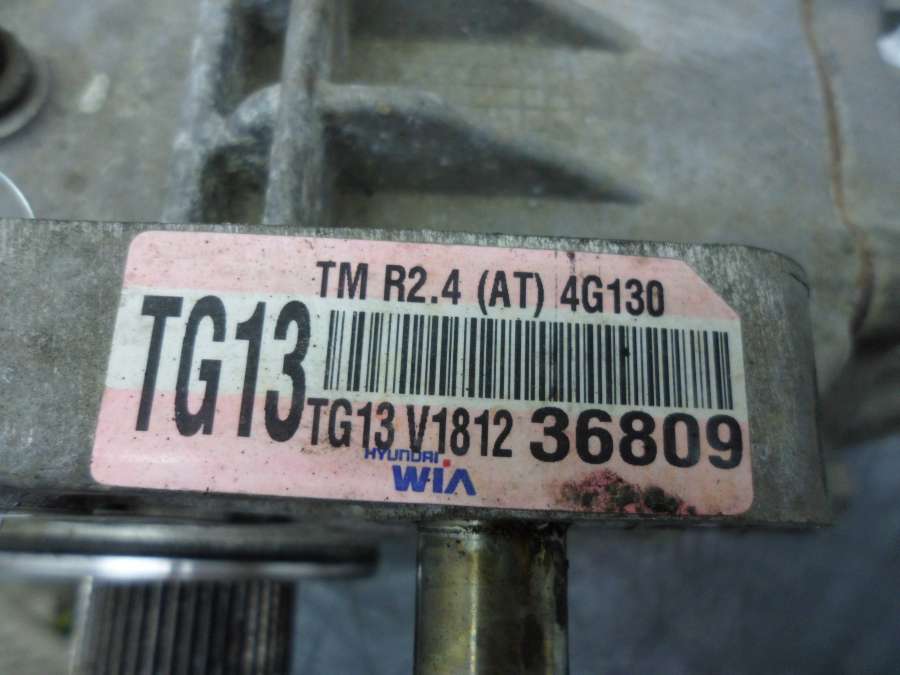 TM R2.4 (AT) 4G130
TG13
TG13 V1812 36809
HYUNDAI
WiA